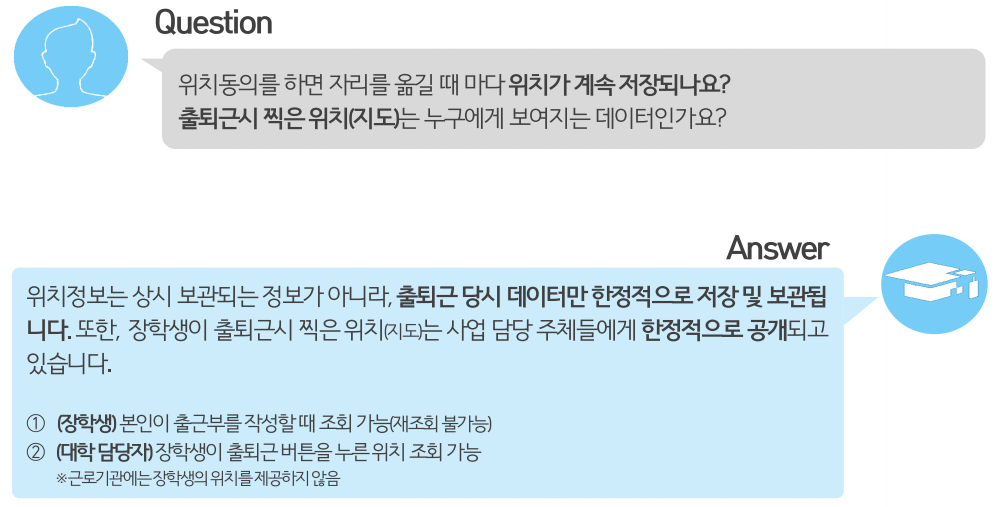 Question
위치동의를 하면 자리를 옮길 때 마다 위치가 계속 저장되나요?
출퇴근시 찍은 위치(지도)는 누구에게 보여지는 데이터인가요?
Answer
위치정보는 상시 보관되는 정보가 아니라, 출퇴근 당시 데이터만 한정적으로 저장 및 보관됩
니다. 또한, 장학생이 출퇴근시 찍은 위치(지도)는 사업 담당 주체들에게 한정적으로 공개되고
있습니다.
① (장학생) 본인이 출근부를 작성할 때 조회 가능(재조회 불가능)
② (대학 담당자) 장학생이 출퇴근 버튼을 누른 위치 조회 가능
※ 근로기관에는 장학생의 위치를 제공하지 않음